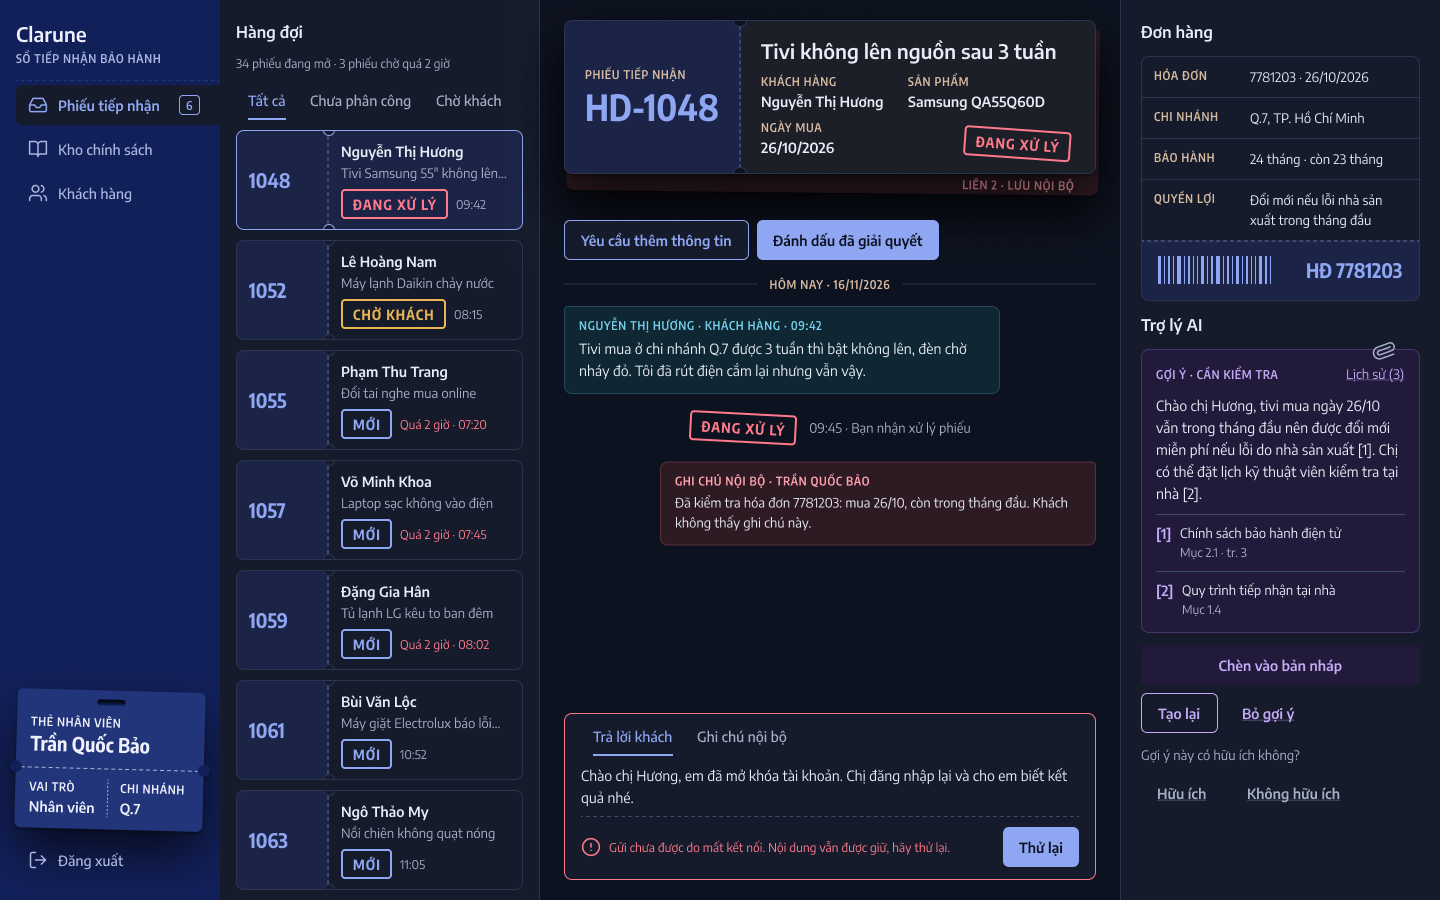 Clarune
SỔ TIẾP NHẬN BẢO HÀNH
Phiếu tiếp nhận 6
Kho chính sách
Khách hàng
THẺ NHÂN VIÊN
Trần Quốc Bảo
VAI TRÒ
Nhân viên
CHI NHÁNH
Q.7
Đăng xuất
Hàng đợi
34 phiếu đang mở · 3 phiếu chờ quá 2 giờ
Tất cả Chưa phân công Chờ khách
1048
Nguyễn Thị Hương
Tivi Samsung 55" không lên...
ĐANG XỬ LÝ 09:42
1052
Lê Hoàng Nam
Máy lạnh Daikin chảy nước
CHỜ KHÁCH 08:15
1055
Phạm Thu Trang
Đổi tai nghe mua online
MỚI Quá 2 giờ · 07:20
1057
Võ Minh Khoa
Laptop sạc không vào điện
MỚI Quá 2 giờ · 07:45
1059
Đặng Gia Hân
Tủ lạnh LG kêu to ban đêm
MỚI Quá 2 giờ · 08:02
1061
Bùi Văn Lộc
Máy giặt Electrolux báo lỗi...
MỚI 10:52
1063
Ngô Thảo My
Nồi chiên không quạt nóng
MỚI 11:05
PHIẾU TIẾP NHẬN
HD-1048
Tivi không lên nguồn sau 3 tuần
KHÁCH HÀNG
Nguyễn Thị Hương
SẢN PHẨM
Samsung QA55Q60D
NGÀY MUA
26/10/2026
ĐANG XỬ LÝ
LIÊN 2 · LƯU NỘI BỘ
Yêu cầu thêm thông tin
Đánh dấu đã giải quyết
HÔM NAY · 16/11/2026
NGUYỄN THỊ HƯƠNG · KHÁCH HÀNG · 09:42
Tivi mua ở chi nhánh Q.7 được 3 tuần thì bật không lên, đèn chờ
nháy đỏ. Tôi đã rút điện cắm lại nhưng vẫn vậy.
ĐANG XỬ LÝ 09:45 · Bạn nhận xử lý phiếu
GHI CHÚ NỘI BỘ · TRẦN QUỐC BẢO
Đã kiểm tra hóa đơn 7781203: mua 26/10, còn trong tháng đầu. Khách
không thấy ghi chú này.
Trả lời khách Ghi chú nội bộ
Chào chị Hương, em đã mở khóa tài khoản. Chị đăng nhập lại và cho em biết kết
quả nhé.
Gửi chưa được do mất kết nối. Nội dung vẫn được giữ, hãy thử lại.
Thử lại
Đơn hàng
HÓA ĐƠN 7781203 · 26/10/2026
CHI NHÁNH Q.7, TP. Hồ Chí Minh
BẢO HÀNH 24 tháng · còn 23 tháng
QUYỀN LỢI Đổi mới nếu lỗi nhà sản
xuất trong tháng đầu
HĐ 7781203
Trợ lý AI
GỢI Ý · CẦN KIỂM TRA Lịch sử (3)
Chào chị Hương, tivi mua ngày 26/10
vẫn trong tháng đầu nên được đổi mới
miễn phí nếu lỗi do nhà sản xuất [1]. Chị
có thể đặt lịch kỹ thuật viên kiểm tra tại
nhà [2].
[1] Chính sách bảo hành điện tử
Mục 2.1 · tr. 3
[2] Quy trình tiếp nhận tại nhà
Mục 1.4
Chèn vào bản nháp
Tạo lại Bỏ gợi ý
Gợi ý này có hữu ích không?
Hữu ích Không hữu ích